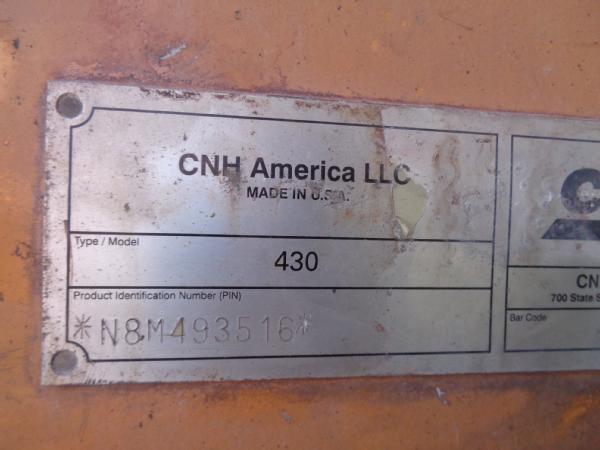 CNH America LLC
MADE IN U.S.A.
Type / Model
430
Product Identification Number (PIN)
*N8M493516*
CN
700 State S
Bar Code